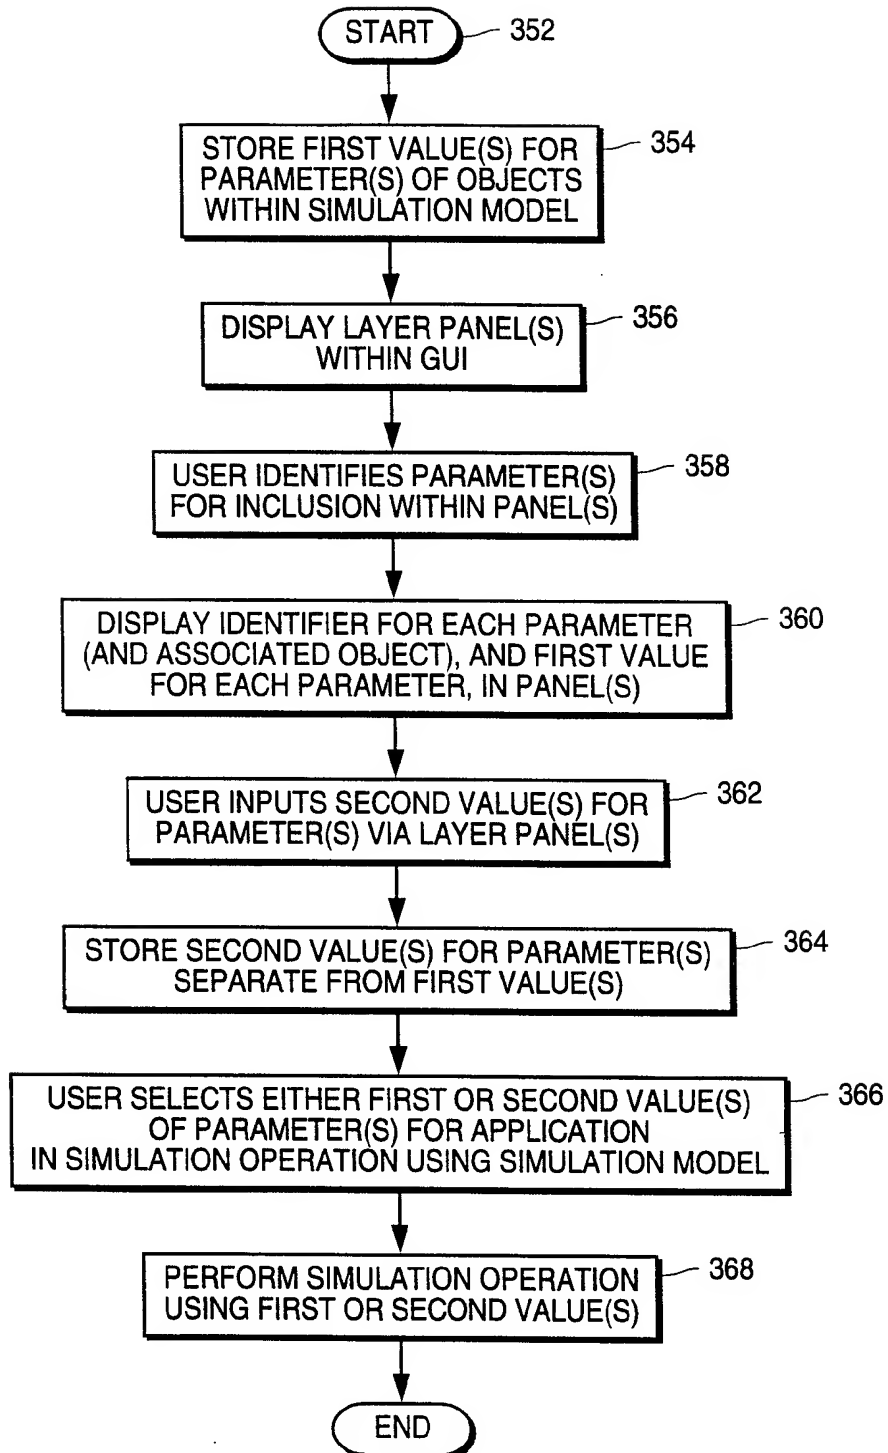 START
352
STORE FIRST VALUE(S) FOR
PARAMETER(S) OF OBJECTS
WITHIN SIMULATION MODEL
354
DISPLAY LAYER PANEL(S)
WITHIN GUI
356
USER IDENTIFIES PARAMETER(S)
FOR INCLUSION WITHIN PANEL(S)
358
DISPLAY IDENTIFIER FOR EACH PARAMETER
(AND ASSOCIATED OBJECT), AND FIRST VALUE
FOR EACH PARAMETER, IN PANEL(S)
360
USER INPUTS SECOND VALUE(S) FOR
PARAMETER(S) VIA LAYER PANEL(S)
362
STORE SECOND VALUE(S) FOR PARAMETER(S)
SEPARATE FROM FIRST VALUE(S)
364
USER SELECTS EITHER FIRST OR SECOND VALUE(S)
OF PARAMETER(S) FOR APPLICATION
IN SIMULATION OPERATION USING SIMULATION MODEL
366
PERFORM SIMULATION OPERATION
USING FIRST OR SECOND VALUE(S)
368
END